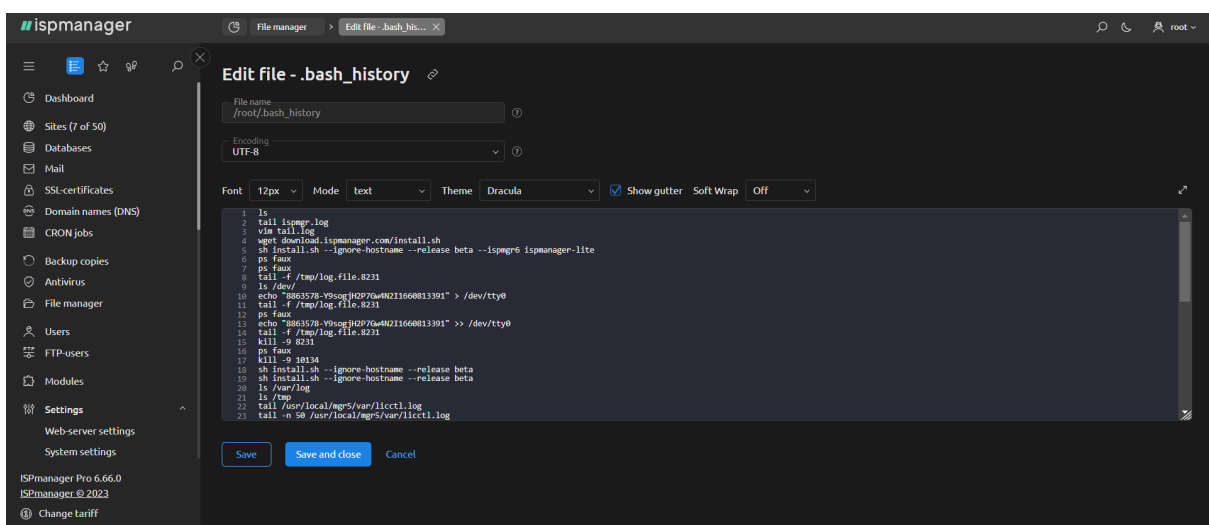 ispmanager
File manager > Edit file - .bash_his...
root
Edit file - .bash_history
File name
/root/.bash_history
Encoding
UTF-8
Font 12px Mode text Theme Dracula Show gutter Soft Wrap Off
1 ls
2 tail ispmgr.log
3 vim tail.log
4 wget download.ispmanager.com/install.sh
5 sh install.sh --ignore-hostname --release beta --ispmgr6 ispmanager-lite
6 ps faux
7 ps faux
8 tail -f /tmp/log.file.8231
9 ls /dev/
10 echo "8863578-Y9sogjH2P7Gw4N2I1660813391" > /dev/tty0
11 tail -f /tmp/log.file.8231
12 ps faux
13 echo "8863578-Y9sogjH2P7Gw4N2I1660813391" >> /dev/tty0
14 tail -f /tmp/log.file.8231
15 kill -9 8231
16 ps faux
17 kill -9 10134
18 sh install.sh --ignore-hostname --release beta
19 sh install.sh --ignore-hostname --release beta
20 ls /var/log
21 ls /tmp
22 tail /usr/local/mgr5/var/licctl.log
23 tail -n 50 /usr/local/mgr5/var/licctl.log
Save
Save and close
Cancel
Dashboard
Sites (7 of 50)
Databases
Mail
SSL-certificates
DNS
Domain names (DNS)
CRON jobs
Backup copies
Antivirus
File manager
Users
FTP
FTP-users
Modules
Settings
Web-server settings
System settings
ISPmanager Pro 6.66.0
ISPmanager © 2023
Change tariff